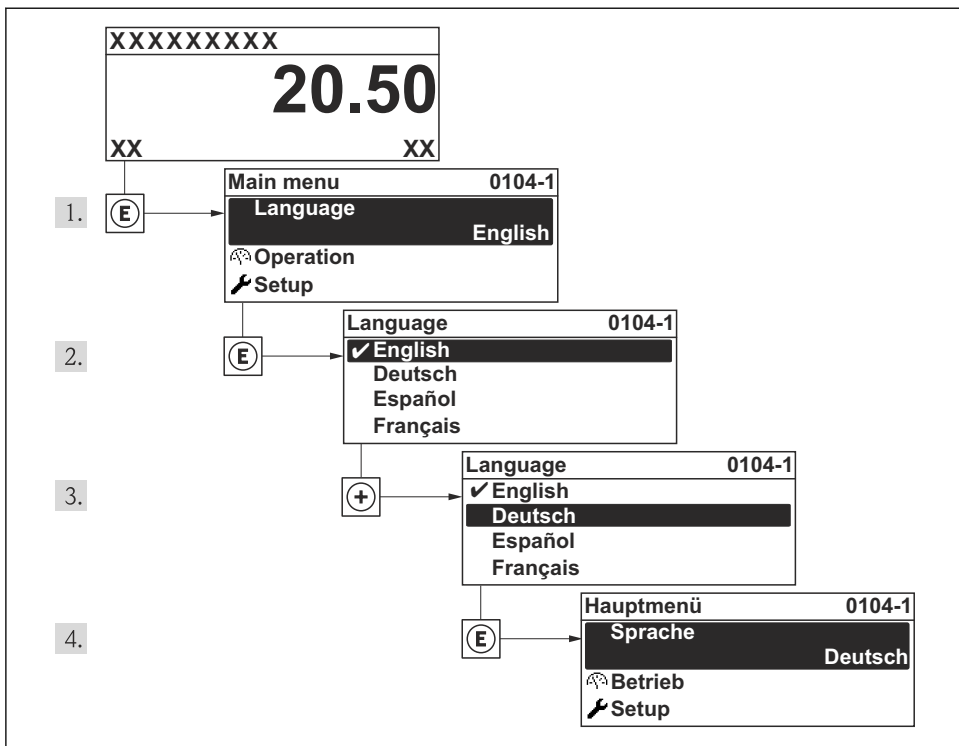 XXXXXXXXX
20.50
XX XX
1. E
Main menu 0104-1
Language
English
Operation
Setup
2. E
Language 0104-1
✔ English
Deutsch
Español
Français
3. +
Language 0104-1
✔ English
Deutsch
Español
Français
4. E
Hauptmenü 0104-1
Sprache
Deutsch
Betrieb
Setup